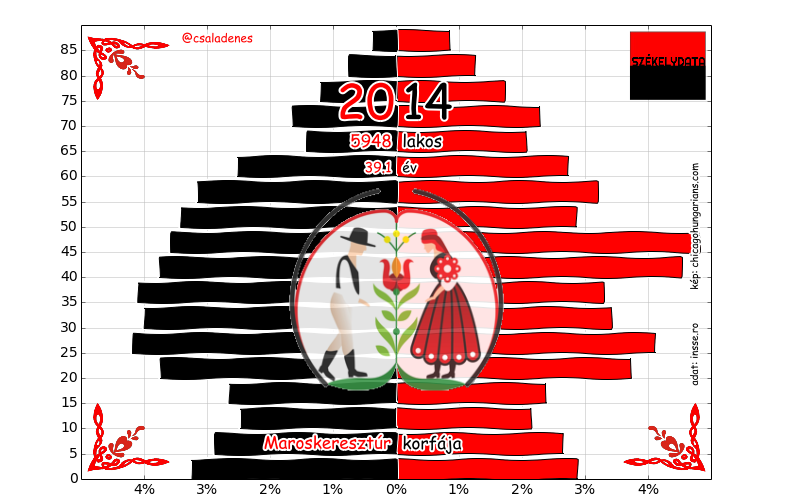 @csaladenes
SZÉKELYDATA
2014
5948 lakos
39.1 év
kép: chicagohungarians.com
adat: insse.ro
Maroskeresztúr korfája
85
80
75
70
65
60
55
50
45
40
35
30
25
20
15
10
5
0
4% 3% 2% 1% 0% 1% 2% 3% 4%